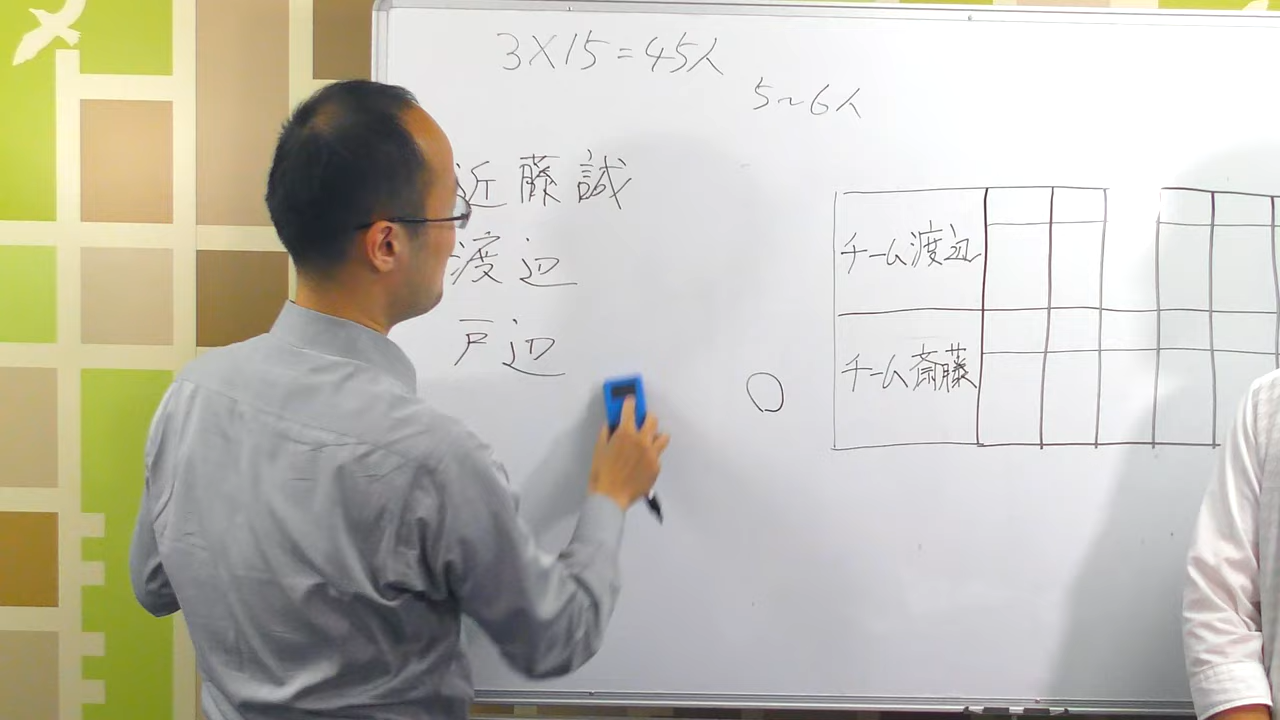 3×15=45人
5~6人
近藤誠
渡辺
戸辺
チーム渡辺
チーム斎藤